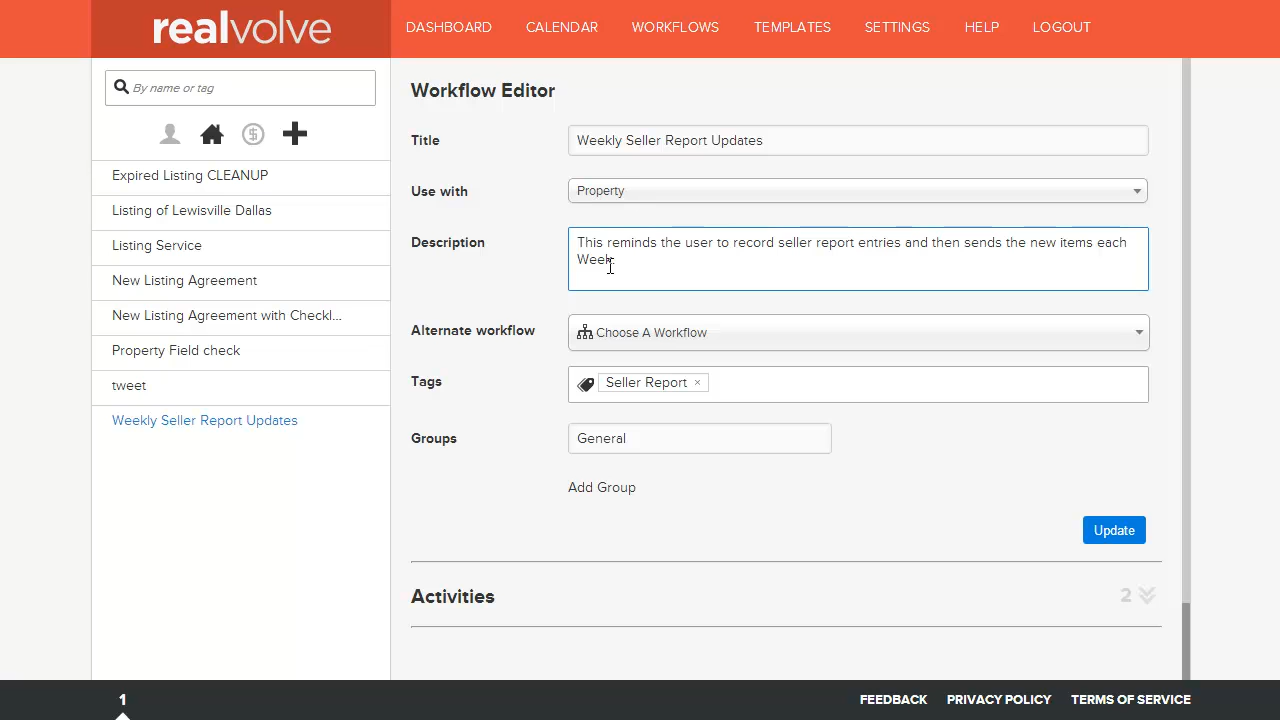 realvolve
DASHBOARD CALENDAR WORKFLOWS TEMPLATES SETTINGS HELP LOGOUT
By name or tag
Expired Listing CLEANUP
Listing of Lewisville Dallas
Listing Service
New Listing Agreement
New Listing Agreement with Checkl...
Property Field check
tweet
Weekly Seller Report Updates
Workflow Editor
Title Weekly Seller Report Updates
Use with Property
Description This reminds the user to record seller report entries and then sends the new items each
Week
Alternate workflow Choose A Workflow
Tags Seller Report ×
Groups General
Add Group
Update
Activities 2
1 FEEDBACK PRIVACY POLICY TERMS OF SERVICE